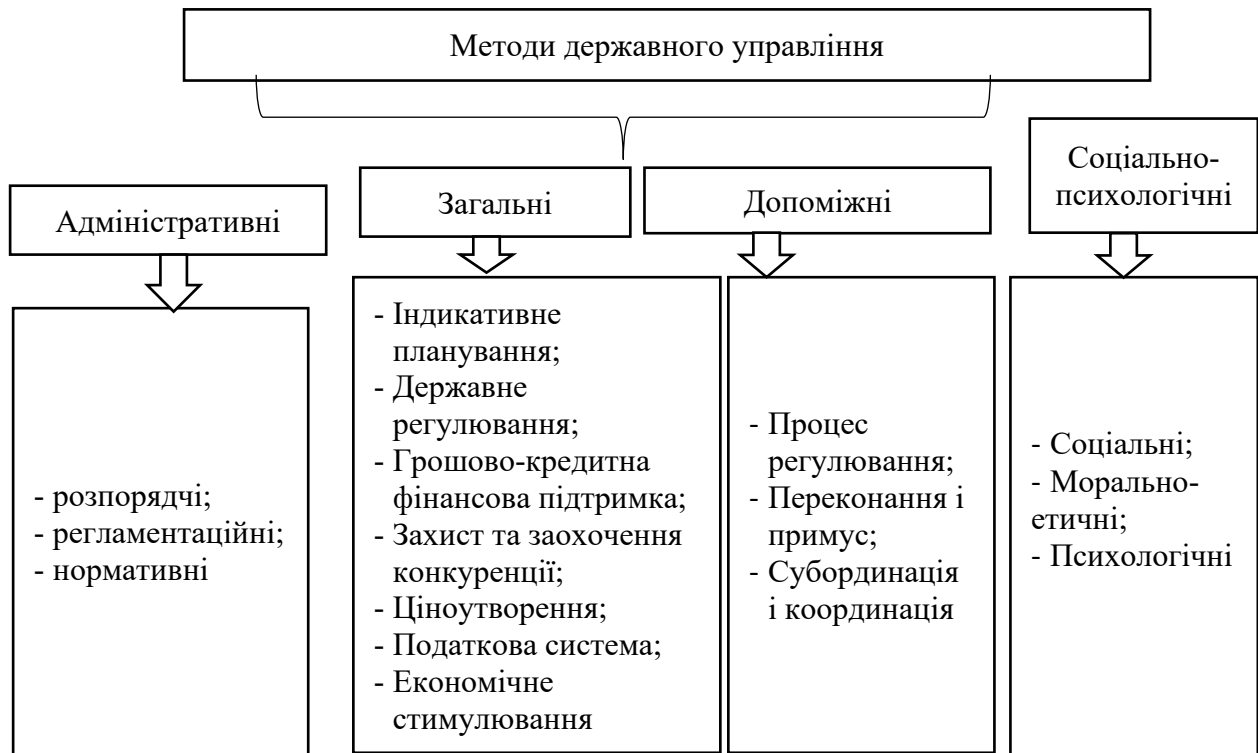 Методи державного управління
Адміністративні
Загальні
Допоміжні
Соціально-
психологічні
- розпорядчі;
- регламентаційні;
- нормативні
- Індикативне
планування;
- Державне
регулювання;
- Грошово-кредитна
фінансова підтримка;
- Захист та заохочення
конкуренції;
- Ціноутворення;
- Податкова система;
- Економічне
стимулювання
- Процес
регулювання;
- Переконання і
примус;
- Субординація
і координація
- Соціальні;
- Морально-
етичні;
- Психологічні